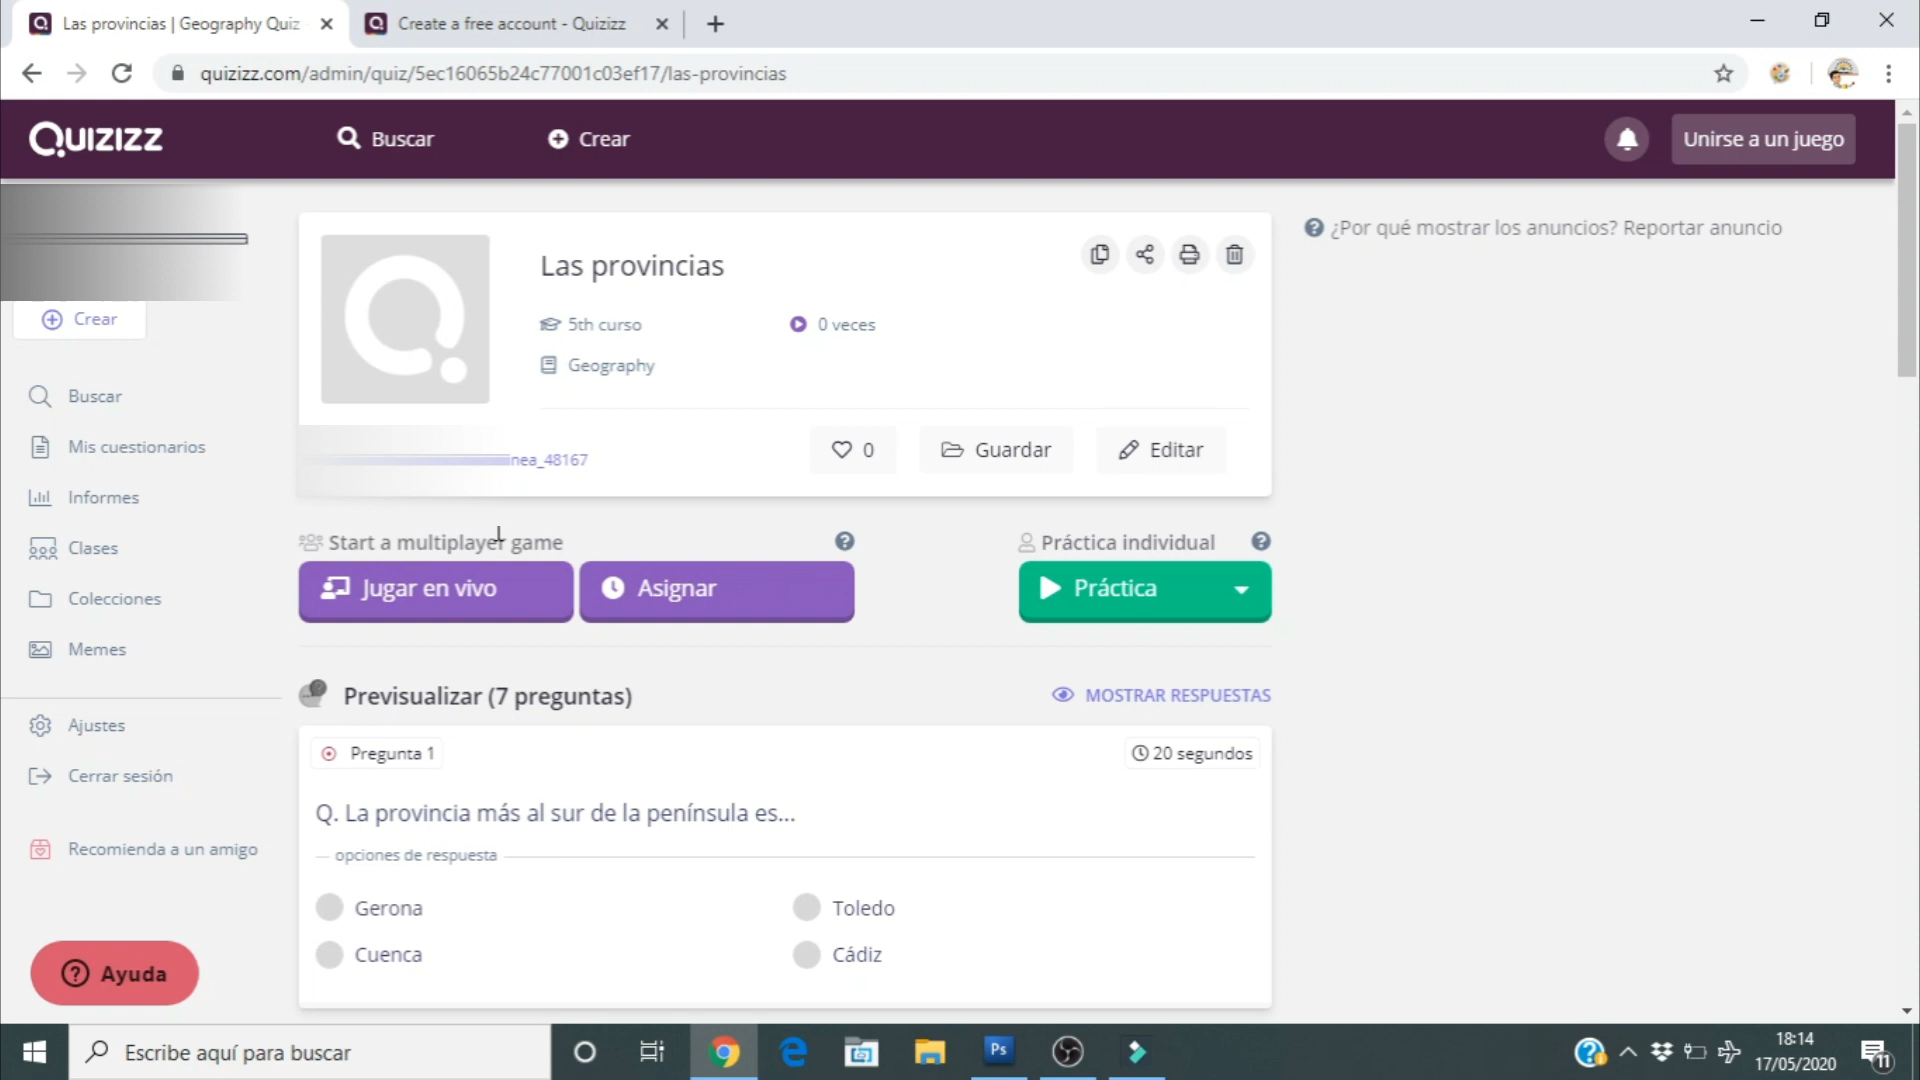 Las provincias | Geography Quiz
Create a free account - Quizizz
quizizz.com/admin/quiz/5ec16065b24c77001c03ef17/las-provincias
Quizizz
Buscar
Crear
Unirse a un juego
Crear
Buscar
Mis cuestionarios
Informes
Clases
Colecciones
Memes
Ajustes
Cerrar sesión
Recomienda a un amigo
Ayuda
Las provincias
5th curso
0 veces
Geography
nea_48167
0
Guardar
Editar
¿Por qué mostrar los anuncios? Reportar anuncio
Start a multiplayer game
Práctica individual
Jugar en vivo
Asignar
Práctica
Previsualizar (7 preguntas)
MOSTRAR RESPUESTAS
Pregunta 1
20 segundos
Q. La provincia más al sur de la península es...
opciones de respuesta
Gerona
Toledo
Cuenca
Cádiz
Escribe aquí para buscar
Ps
18:14
17/05/2020
11